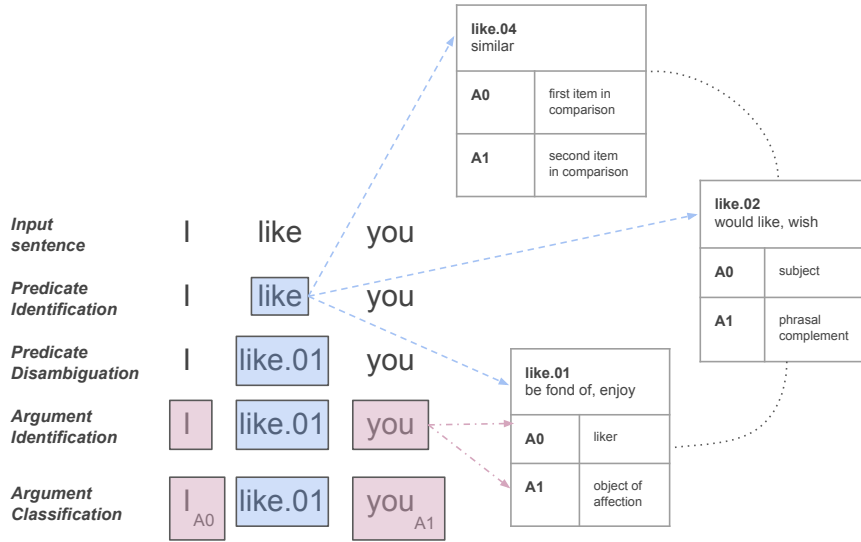 like.04
similar
A0 first item in
comparison
A1 second item
in comparison
like.02
would like, wish
A0 subject
A1 phrasal
complement
like.01
be fond of, enjoy
A0 liker
A1 object of
affection
Input
sentence
I like you
Predicate
Identification
I like you
Predicate
Disambiguation
I like.01 you
Argument
Identification
I like.01 you
Argument
Classification
I A0 like.01 you A1